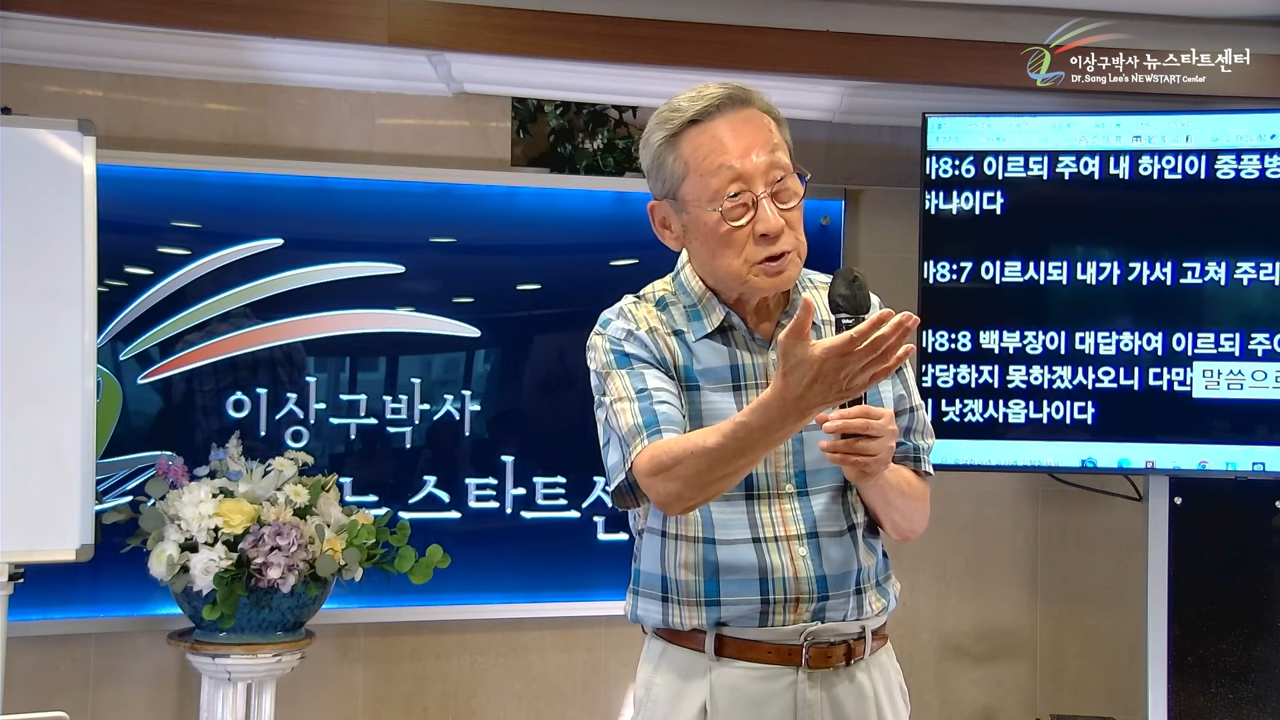 이상구박사 뉴스타트센터
Dr. Sang Lee's NEWSTART Center
8:6 이르되 주여 내 하인이 중풍병
하나이다
8:7 이르시되 내가 가서 고쳐 주리
8:8 백부장이 대답하여 이르되 주여
감당하지 못하겠사오니 다만 말씀으로
낫겠사옵나이다
이상구박사
뉴스타트센